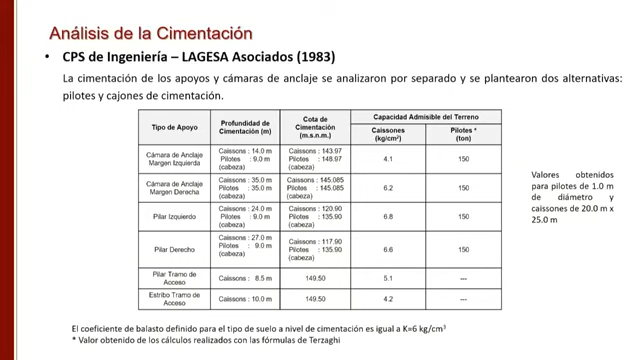 Análisis de la Cimentación
• CPS de Ingeniería – LAGESA Asociados (1983)
La cimentación de los apoyos y cámaras de anclaje se analizaron por separado y se plantearon dos alternativas:
pilotes y cajones de cimentación.
Tipo de Apoyo
Profundidad de
Cimentación (m)
Cota de
Cimentación
(m.s.n.m.)
Capacidad Admisible del Terreno
Caissones
(kg/cm²)
Pilotes *
(ton)
Cámara de Anclaje
Margen Izquierda
Caissons : 14.0 m
Pilotes : 9.0 m
(cabeza)
Caissons : 143.97
Pilotes : 148.97
(cabeza)
4.1
150
Cámara de Anclaje
Margen Derecha
Caissons : 35.0 m
Pilotes : 35.0 m
(cabeza)
Caissons : 145.085
Pilotes : 145.085
(cabeza)
6.2
150
Pilar Izquierdo
Caissons : 24.0 m
Pilotes : 9.0 m
(cabeza)
Caissons : 120.90
Pilotes : 135.90
(cabeza)
6.8
150
Pilar Derecho
Caissons : 27.0 m
Pilotes : 9.0 m
(cabeza)
Caissons : 117.90
Pilotes : 135.90
(cabeza)
6.6
150
Pilar Tramo de
Acceso
Caissons : 8.5 m
149.50
5.1
---
Estribo Tramo de
Acceso
Caissons : 10.0 m
149.50
4.2
---
Valores obtenidos
para pilotes de 1.0 m
de diámetro y
caissones de 20.0 m x
25.0 m
El coeficiente de balasto definido para el tipo de suelo a nivel de cimentación es igual a K=6 kg/cm³
* Valor obtenido de los cálculos realizados con las fórmulas de Terzaghi